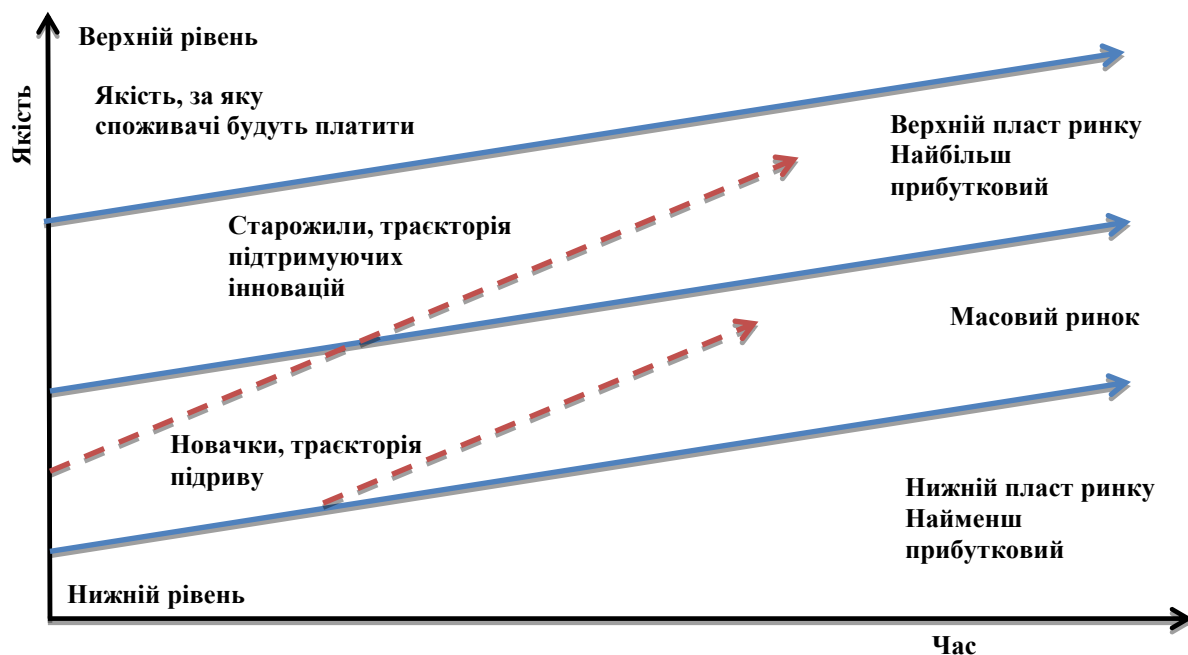 Верхній рівень
Якість
Якість, за яку
споживачі будуть платити
Верхній пласт ринку
Найбільш
прибутковий
Старожили, траєкторія
підтримуючих
інновацій
Масовий ринок
Новачки, траєкторія
підриву
Нижній пласт ринку
Найменш
прибутковий
Нижній рівень
Час